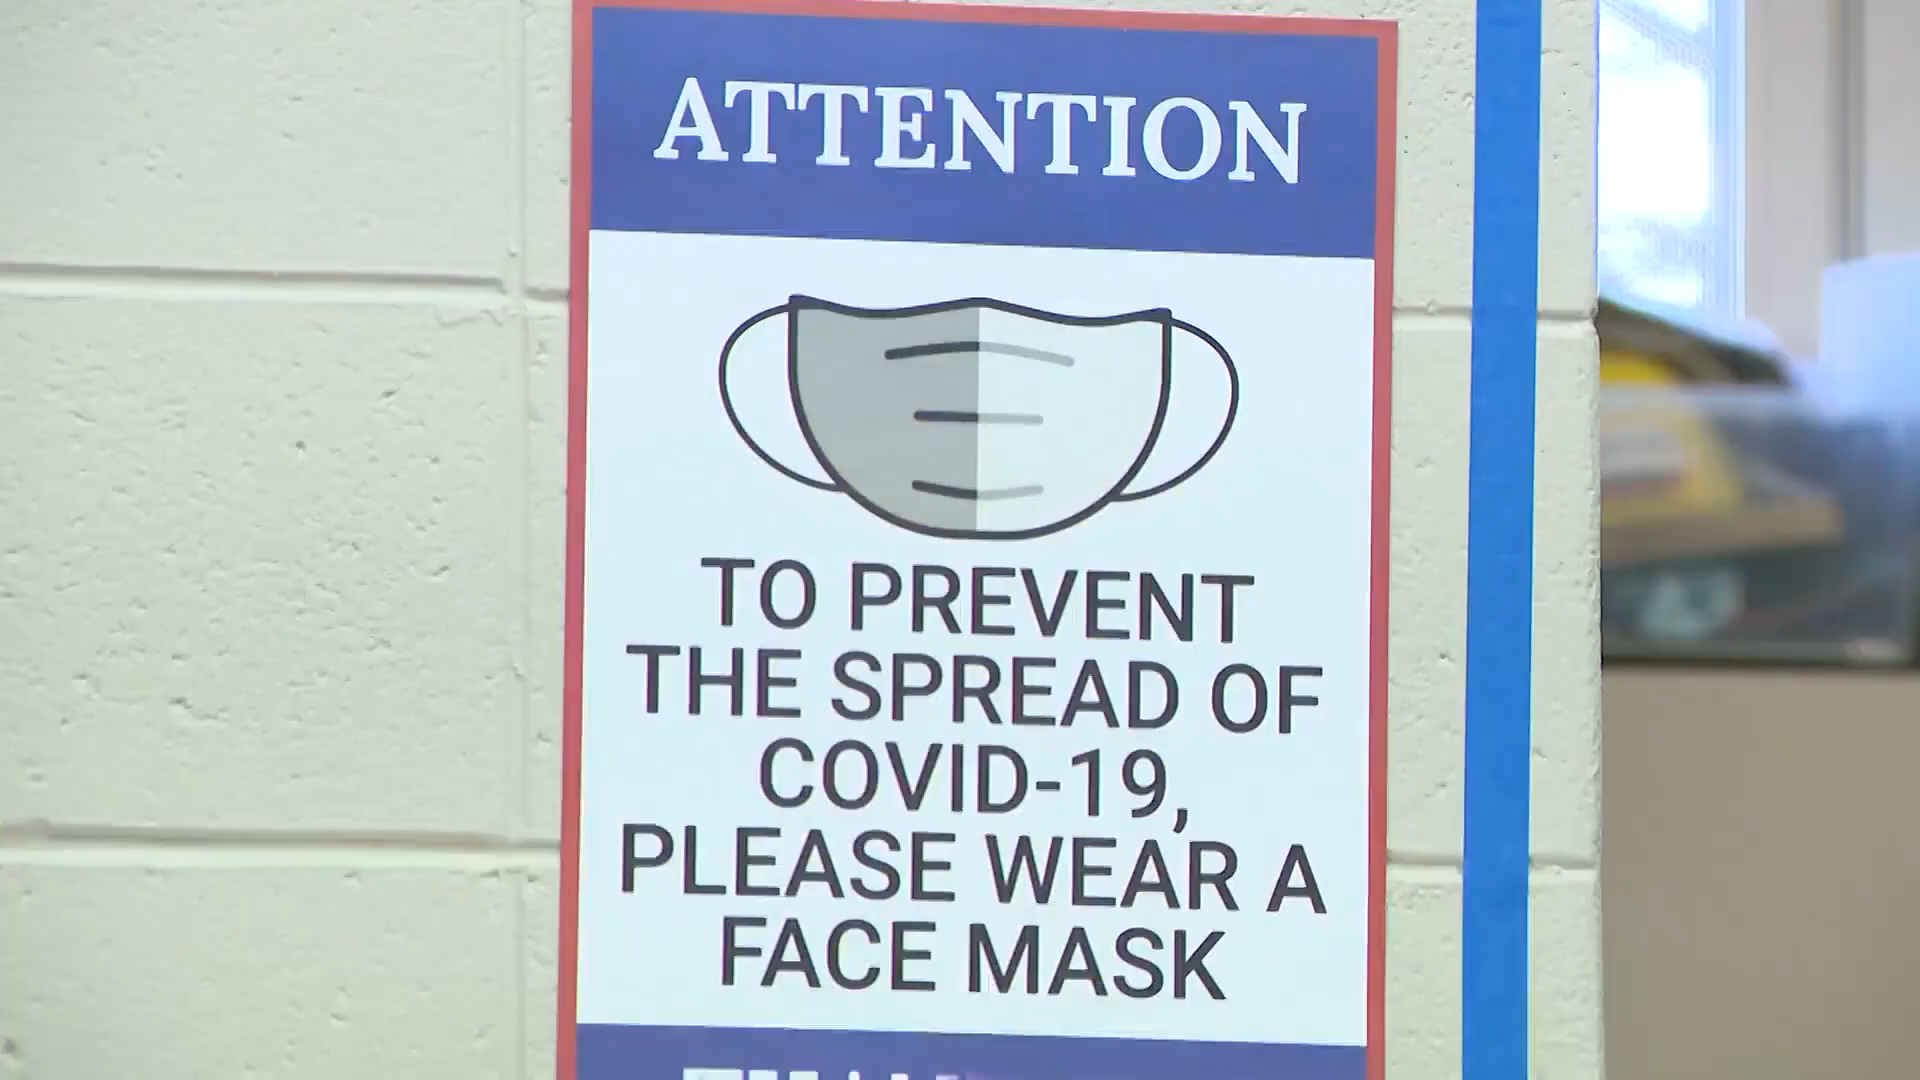 ATTENTION
TO PREVENT
THE SPREAD OF
COVID-19,
PLEASE WEAR A
FACE MASK